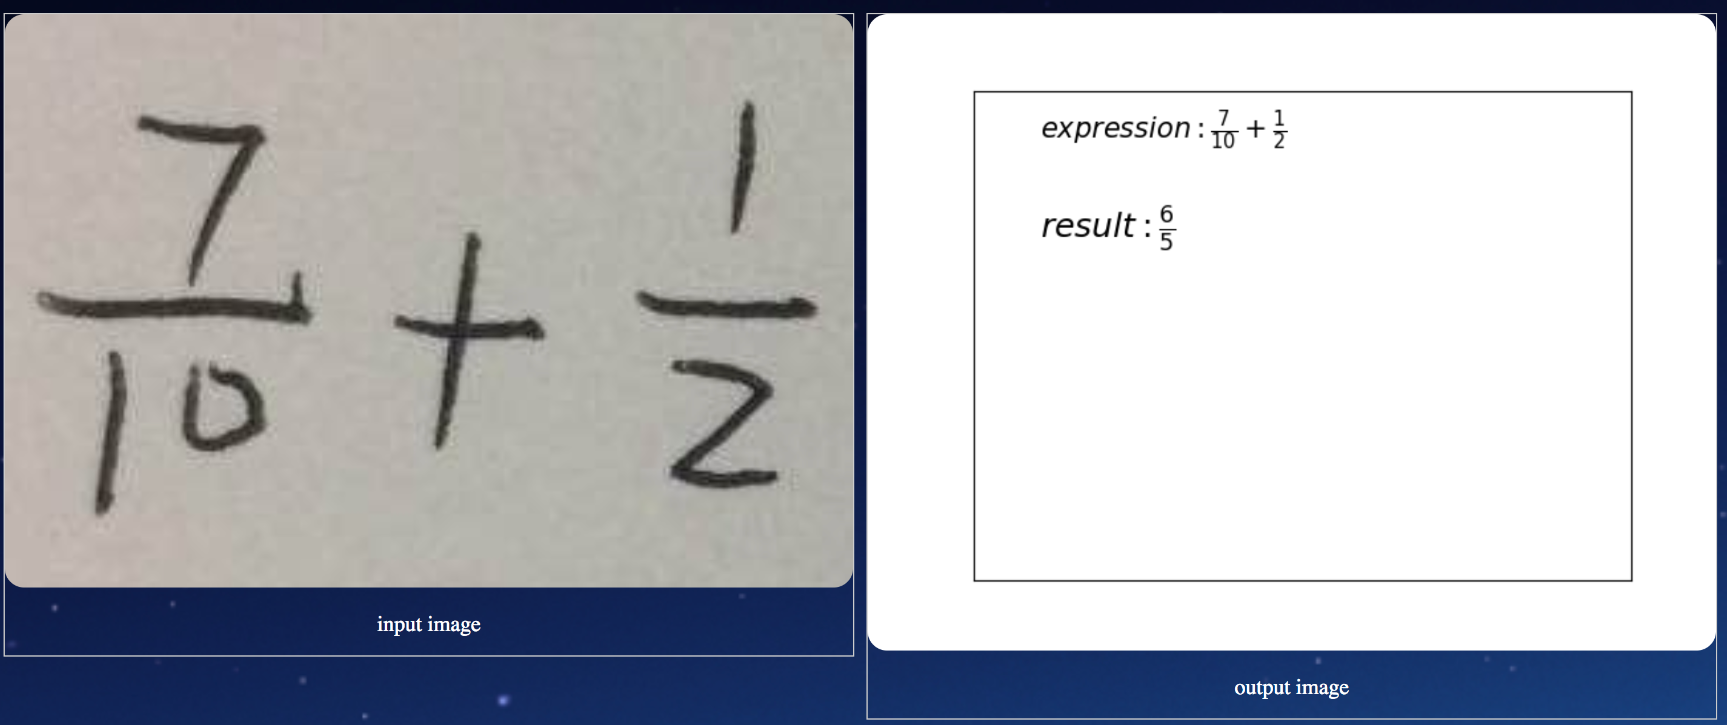 7/10 + 1/2
input image
expression: 7/10 + 1/2
result: 6/5
output image